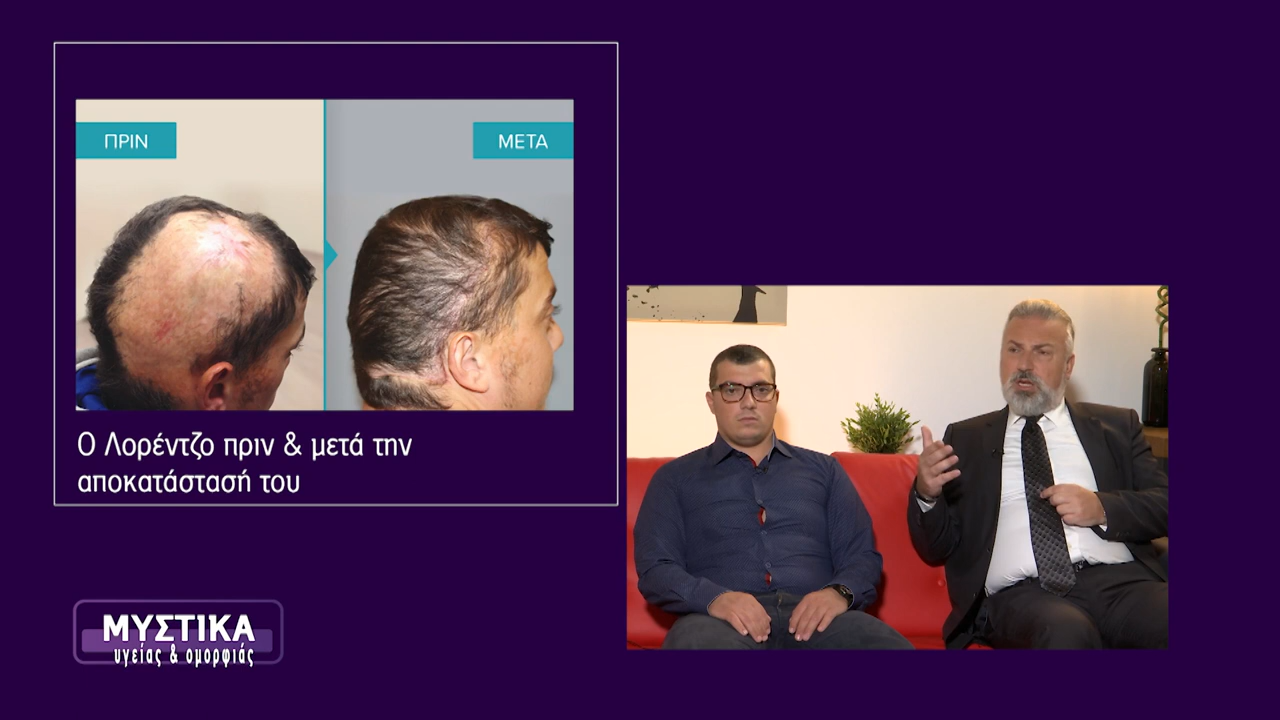 ΠΡΙΝ
ΜΕΤΑ
Ο Λορέντζο πριν & μετά την
αποκατάστασή του
ΜΥΣΤΙΚΑ
υγείας & ομορφιάς